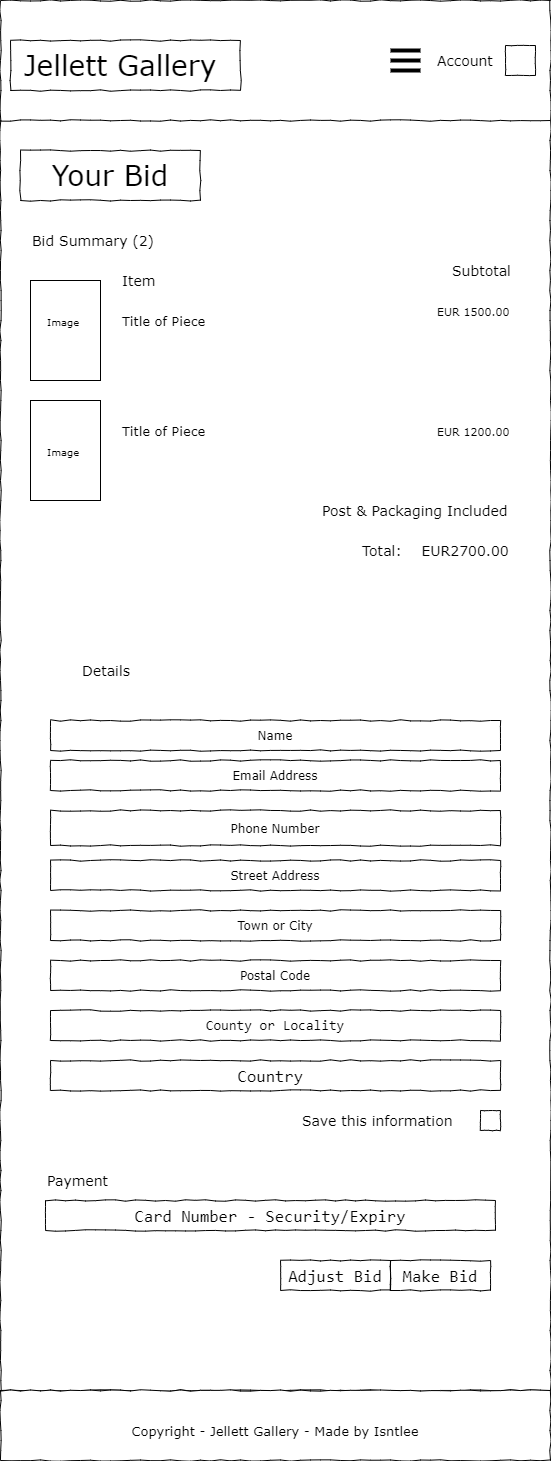 Jellett Gallery
Account
Your Bid
Bid Summary (2)
Item
Subtotal
Image
Title of Piece
EUR 1500.00
Image
Title of Piece
EUR 1200.00
Post & Packaging Included
Total: EUR2700.00
Details
Name
Email Address
Phone Number
Street Address
Town or City
Postal Code
County or Locality
Country
Save this information
Payment
Card Number - Security/Expiry
Adjust Bid
Make Bid
Copyright - Jellett Gallery - Made by Isntlee